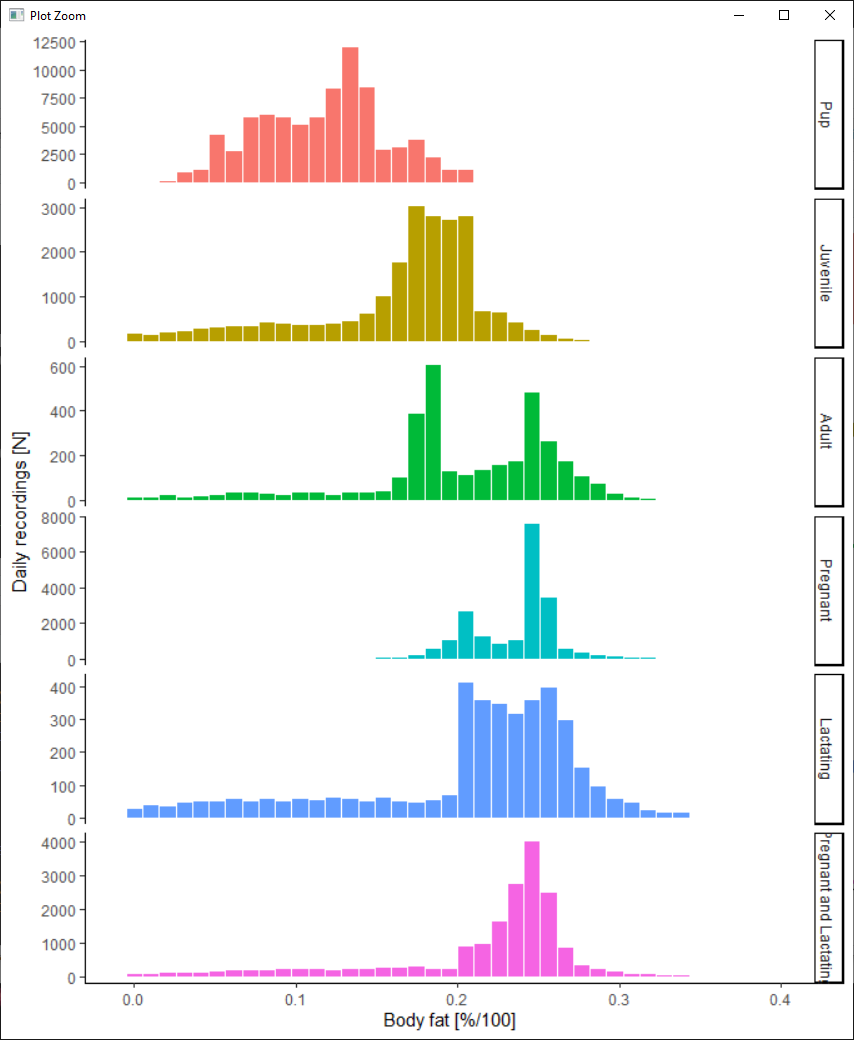 Plot Zoom
12500
10000
7500
5000
2500
0
Pup
3000
2000
1000
0
Juvenile
600
400
200
0
Adult
8000
6000
4000
2000
0
Pregnant
400
300
200
100
0
Lactating
4000
3000
2000
1000
0
Pregnant and Lactating
Daily recordings [N]
0.0 0.1 0.2 0.3 0.4
Body fat [%/100]